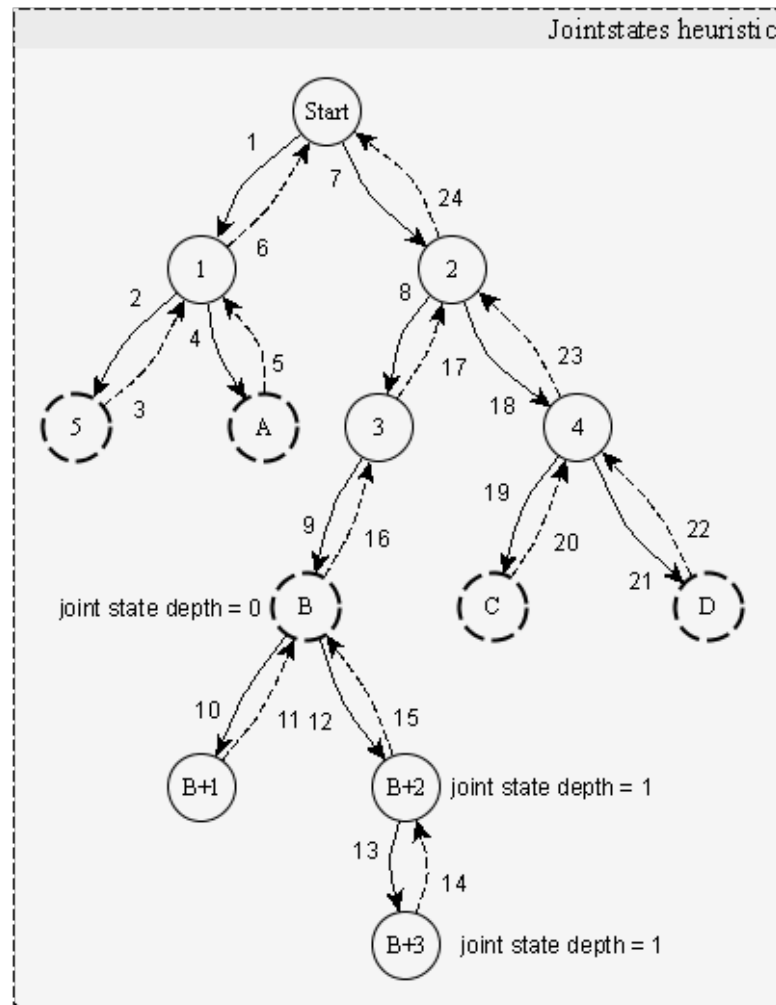 Jointstates heuristic
Start
1
7
24
6
1
2
2
4
5
3
8
17
23
18
5
A
3
4
9
16
19
20
22
21
joint state depth = 0
B
C
D
10
11
12
15
B+1
B+2
joint state depth = 1
13
14
B+3
joint state depth = 1